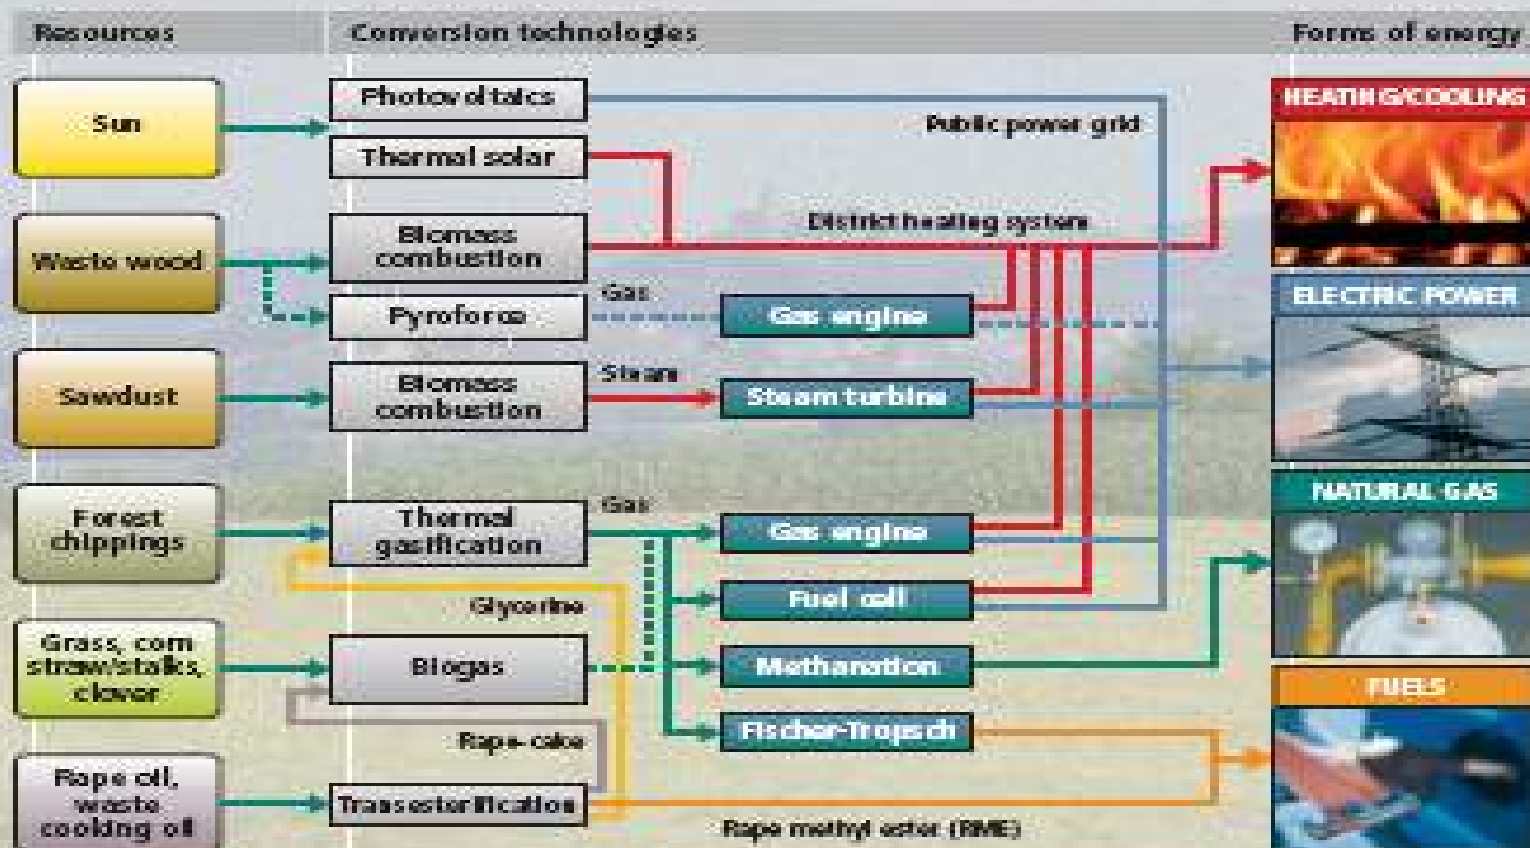 Resources
Conversion technologies
Forms of energy
Sun
Photovoltaics
Thermal solar
Public power grid
HEATING/COOLING
Waste wood
Biomass
combustion
District heating system
Pyroforce
Gas
Gas engine
ELECTRIC POWER
Sawdust
Biomass
combustion
Steam
Steam turbine
Forest
chippings
Thermal
gasification
Gas
Gas engine
NATURAL GAS
Glycerine
Fuel cell
Grass, corn
straw/stalks,
clover
Biogas
Methanation
FUELS
Rape-cake
Fischer-Tropsch
Rape oil,
waste
cooking oil
Transesterification
Rape methyl ester (RME)